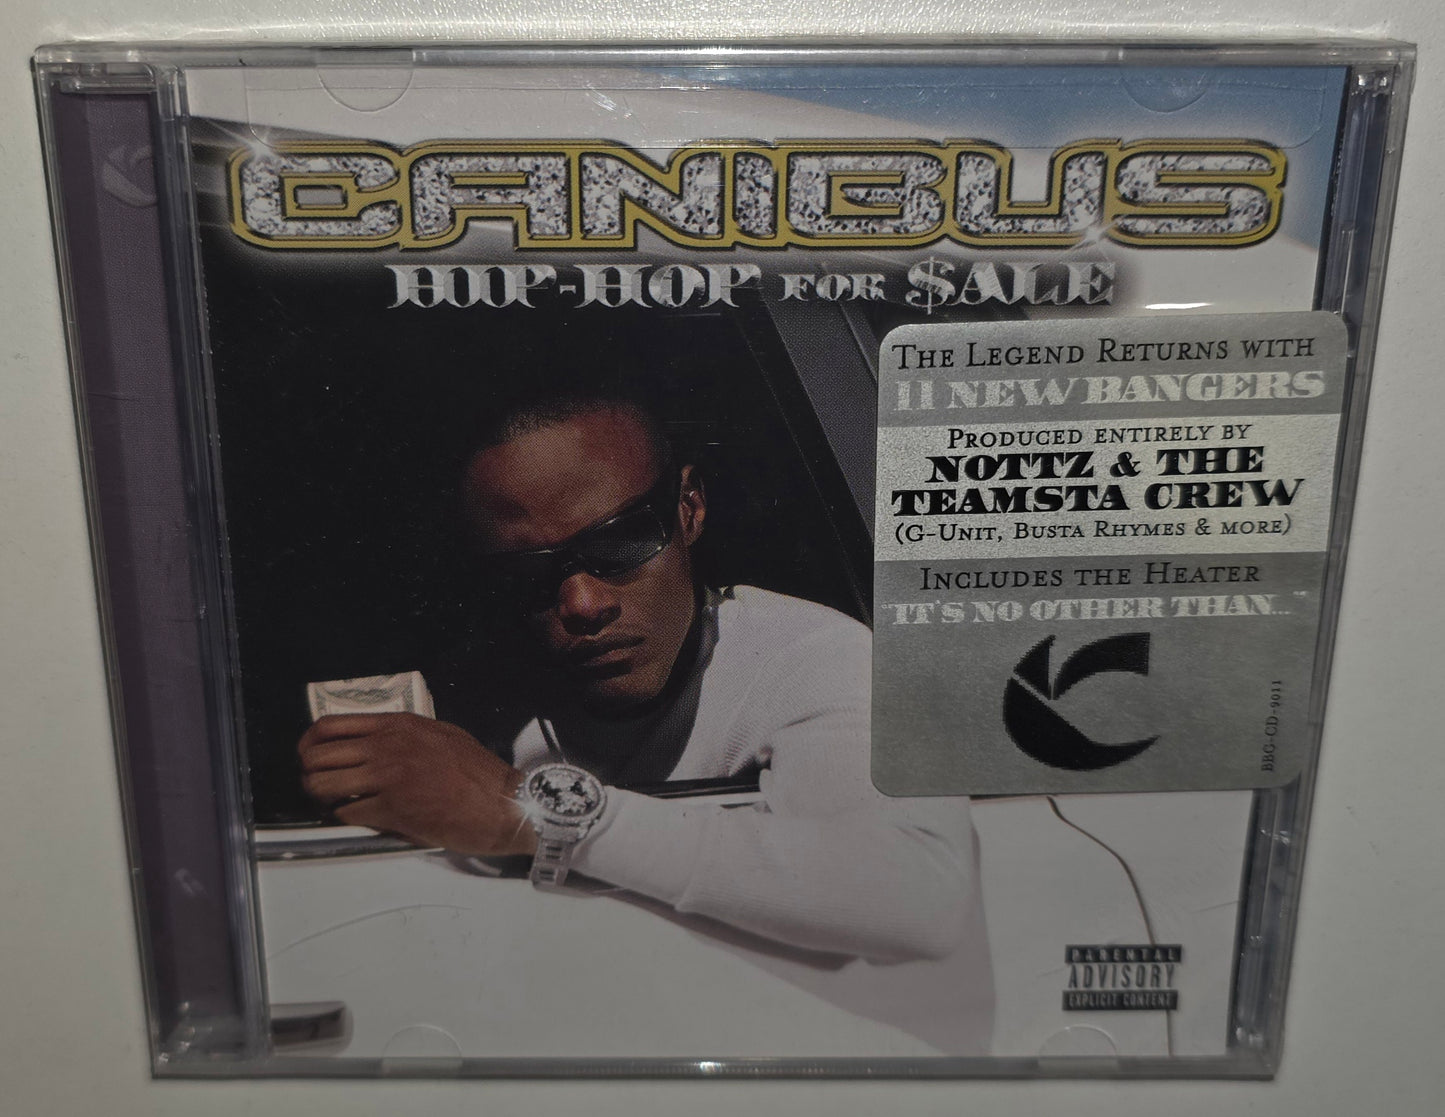 CANIBUS
HIP-HOP FOR $ALE
THE LEGEND RETURNS WITH
11 NEW BANGERS
PRODUCED ENTIRELY BY
NOTTZ & THE
TEAMSTA CREW
(G-UNIT, BUSTA RHYMES & MORE)
INCLUDES THE HEATER
"IT'S NO OTHER THAN..."
BBG-CD-9011
PARENTAL
ADVISORY
EXPLICIT CONTENT